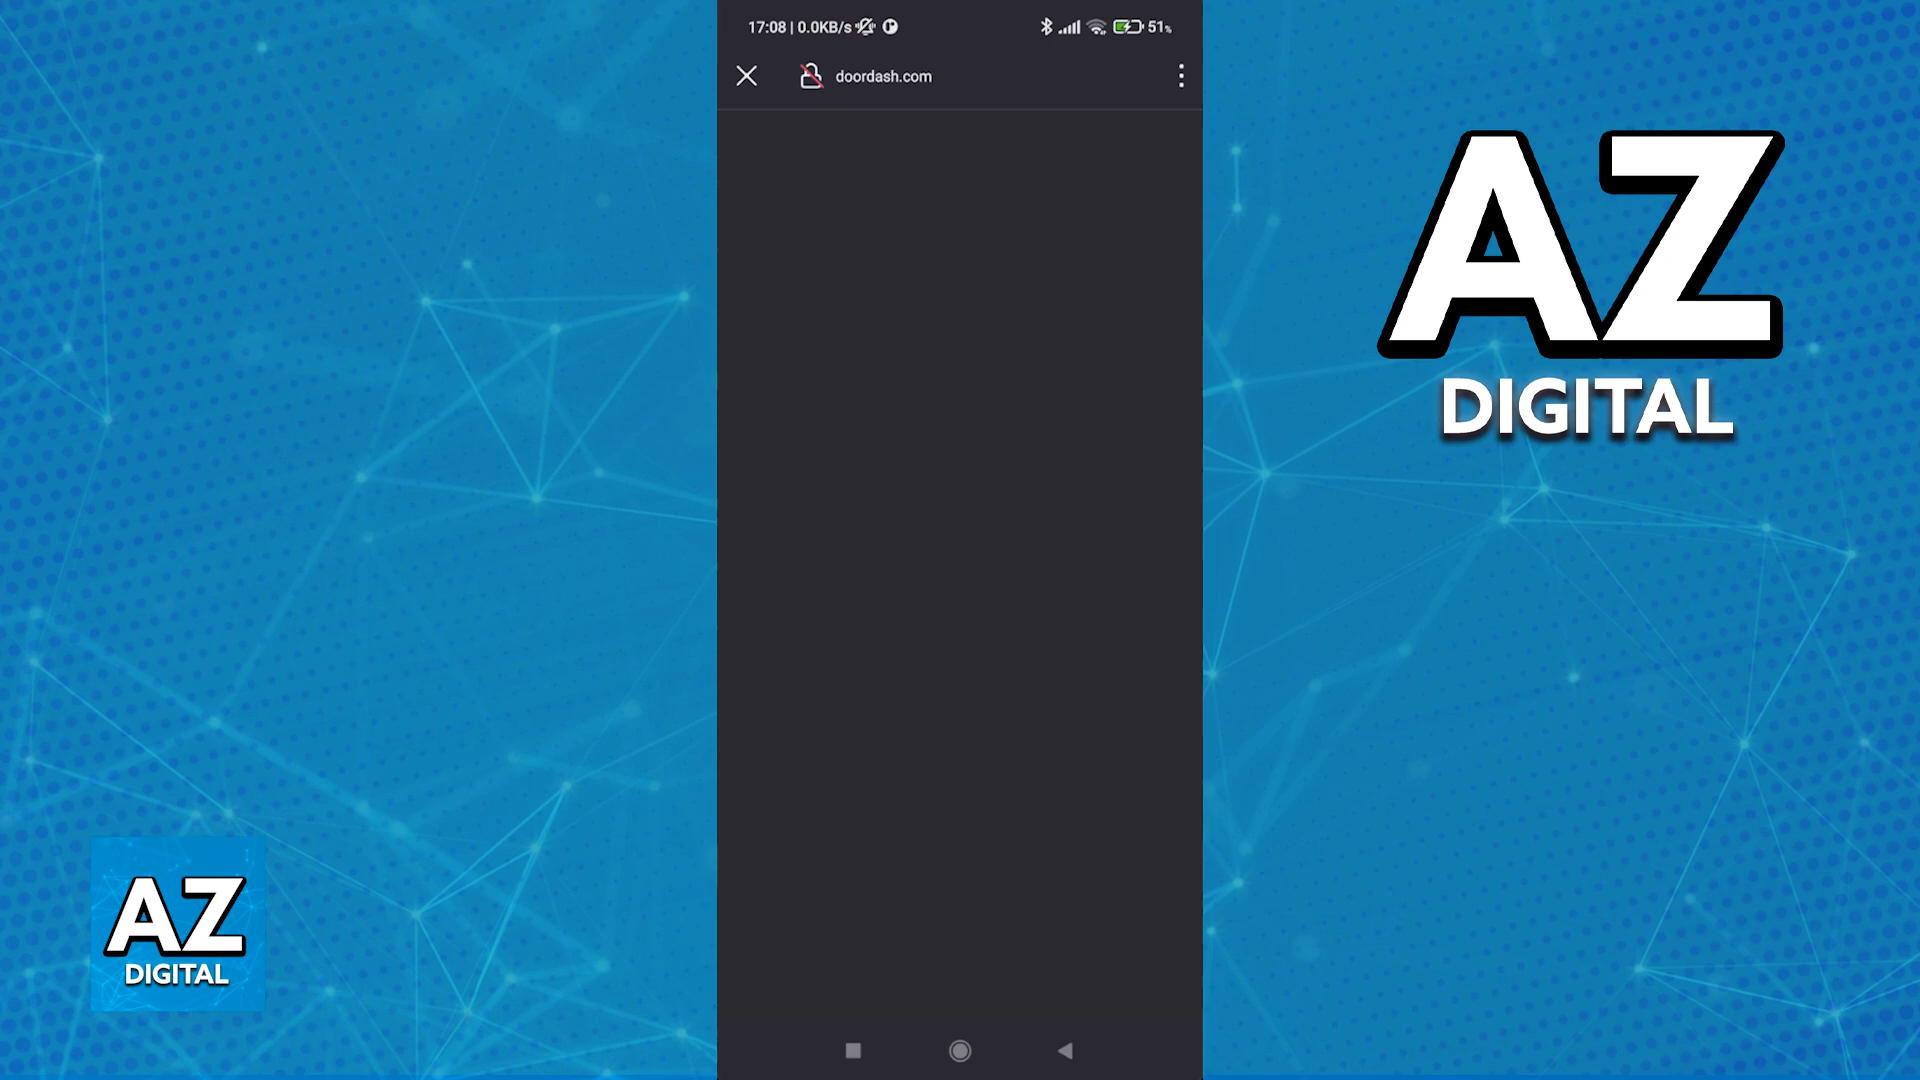 17:08 | 0.0KB/s
51%
doordash.com
AZ
DIGITAL
AZ
DIGITAL